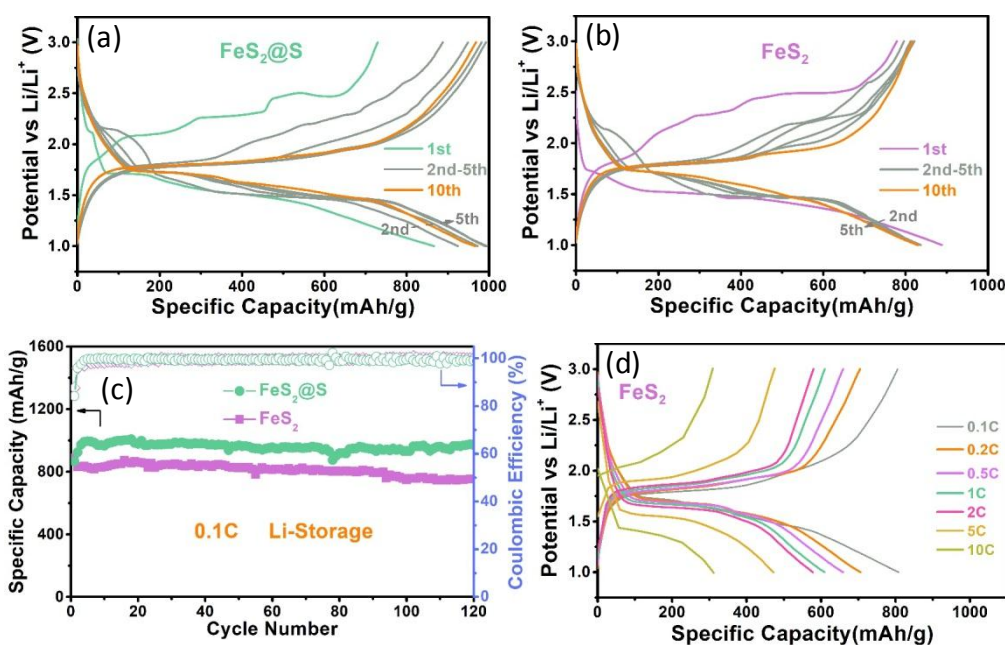 (a)
FeS2@S
Potential vs Li/Li+ (V)
3.0
2.5
2.0
1.5
1.0
1st
2nd-5th
10th
5th
2nd
0
200
400
600
800
1000
Specific Capacity(mAh/g)
(b)
FeS2
Potential vs Li/Li+ (V)
3.0
2.5
2.0
1.5
1.0
1st
2nd-5th
10th
2nd
5th
0
200
400
600
800
1000
Specific Capacity(mAh/g)
(c)
Specific Capacity (mAh/g)
1600
1200
800
400
0
FeS2@S
FeS2
0.1C Li-Storage
100
80
60
40
20
0
Coulombic Efficiency (%)
0
20
40
60
80
100
120
Cycle Number
(d)
FeS2
Potential vs Li/Li+ (V)
3.0
2.5
2.0
1.5
1.0
0.1C
0.2C
0.5C
1C
2C
5C
10C
0
200
400
600
800
1000
Specific Capacity(mAh/g)